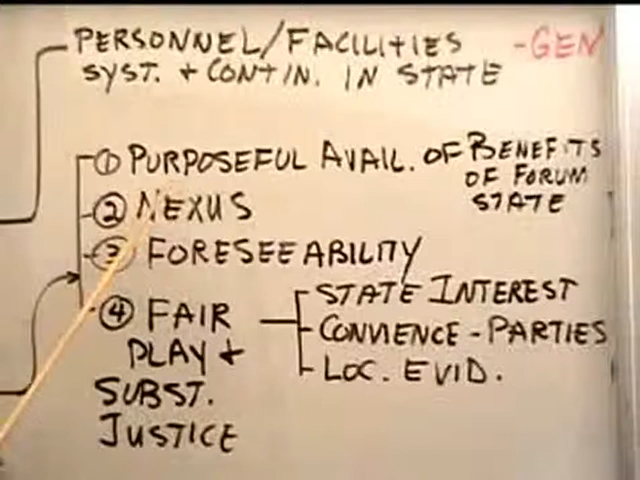 PERSONNEL/FACILITIES - GEN
SYST. + CONTIN. IN STATE
① PURPOSEFUL AVAIL. OF BENEFITS
OF FORUM
STATE
② NEXUS
③ FORESEEABILITY
④ FAIR
PLAY +
SUBST.
JUSTICE
STATE INTEREST
CONVIENCE - PARTIES
LOC. EVID.